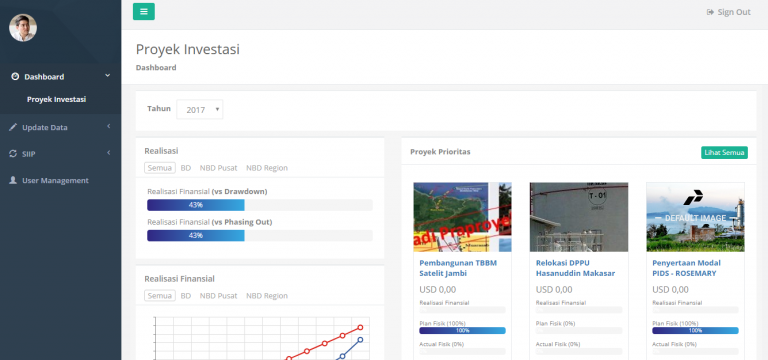 Sign Out
Proyek Investasi
Dashboard
Dashboard
Proyek Investasi
Update Data
SIIP
User Management
Tahun 2017
Realisasi
Semua BD NBD Pusat NBD Region
Realisasi Finansial (vs Drawdown)
43%
Realisasi Finansial (vs Phasing Out)
43%
Realisasi Finansial
Semua BD NBD Pusat NBD Region
Proyek Prioritas
Lihat Semua
adi Praproye
Pembangunan TBBM
Satelit Jambi
USD 0,00
Realisasi Finansial
Plan Fisik (100%)
100%
Actual Fisik (0%)
T - 05
Relokasi DPPU
Hasanuddin Makasar
USD 0,00
Realisasi Finansial
Plan Fisik (0%)
Actual Fisik (0%)
DEFAULT IMAGE
Penyertaan Modal
PIDS - ROSEMARY
USD 0,00
Realisasi Finansial
Plan Fisik (100%)
100%
Actual Fisik (0%)